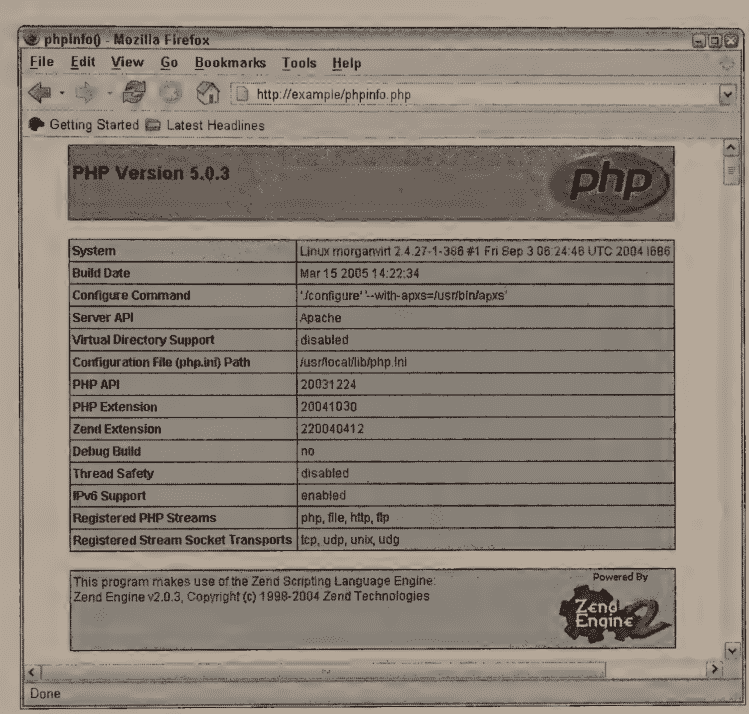 phpinfo() - Mozilla Firefox
File Edit View Go Bookmarks Tools Help
http://example/phpinfo.php
Getting Started Latest Headlines
PHP Version 5.0.3
php
System Linux morganvirt 2.4.27-1-386 #1 Fri Sep 3 06:24:46 UTC 2004 i686
Build Date Mar 15 2005 14:22:34
Configure Command './configure' '--with-apxs=/usr/bin/apxs'
Server API Apache
Virtual Directory Support disabled
Configuration File (php.ini) Path /usr/local/lib/php.ini
PHP API 20031224
PHP Extension 20041030
Zend Extension 220040412
Debug Build no
Thread Safety disabled
IPv6 Support enabled
Registered PHP Streams php, file, http, ftp
Registered Stream Socket Transports tcp, udp, unix, udg
This program makes use of the Zend Scripting Language Engine:
Zend Engine v2.0.3, Copyright (c) 1998-2004 Zend Technologies
Powered By
Zend
Engine 2
Done